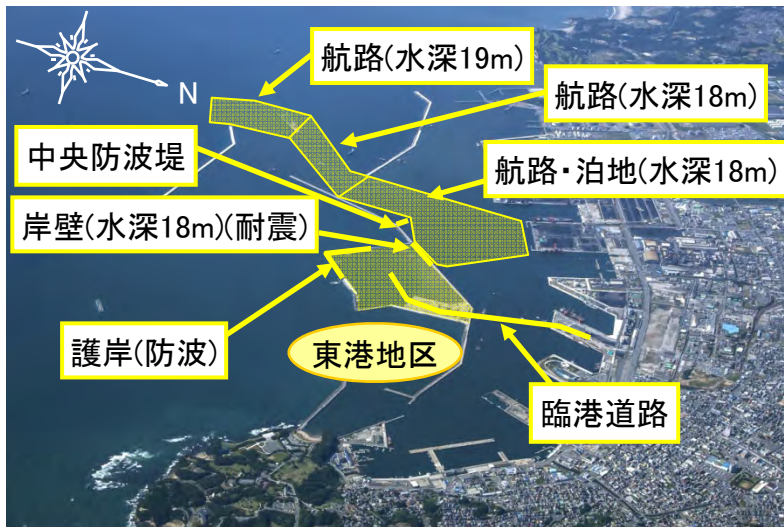 航路(水深19m)
N
航路(水深18m)
中央防波堤
航路・泊地(水深18m)
岸壁(水深18m)(耐震)
護岸(防波)
東港地区
臨港道路